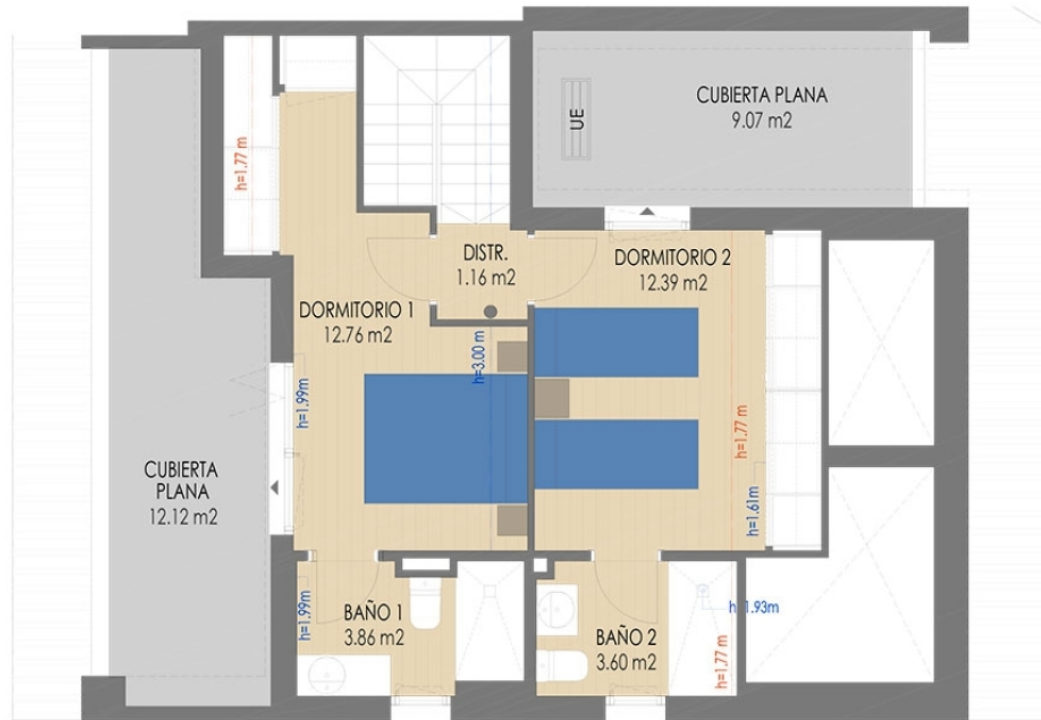 CUBIERTA PLANA
9.07 m2
UE
h=1.77 m
DISTR.
1.16 m2
DORMITORIO 2
12.39 m2
DORMITORIO 1
12.76 m2
h=3.00 m
h=1.99m
h=1.77 m
CUBIERTA
PLANA
12.12 m2
h=1.61m
h=1.99m
BAÑO 1
3.86 m2
BAÑO 2
3.60 m2
h=1.93m
h=1.77 m